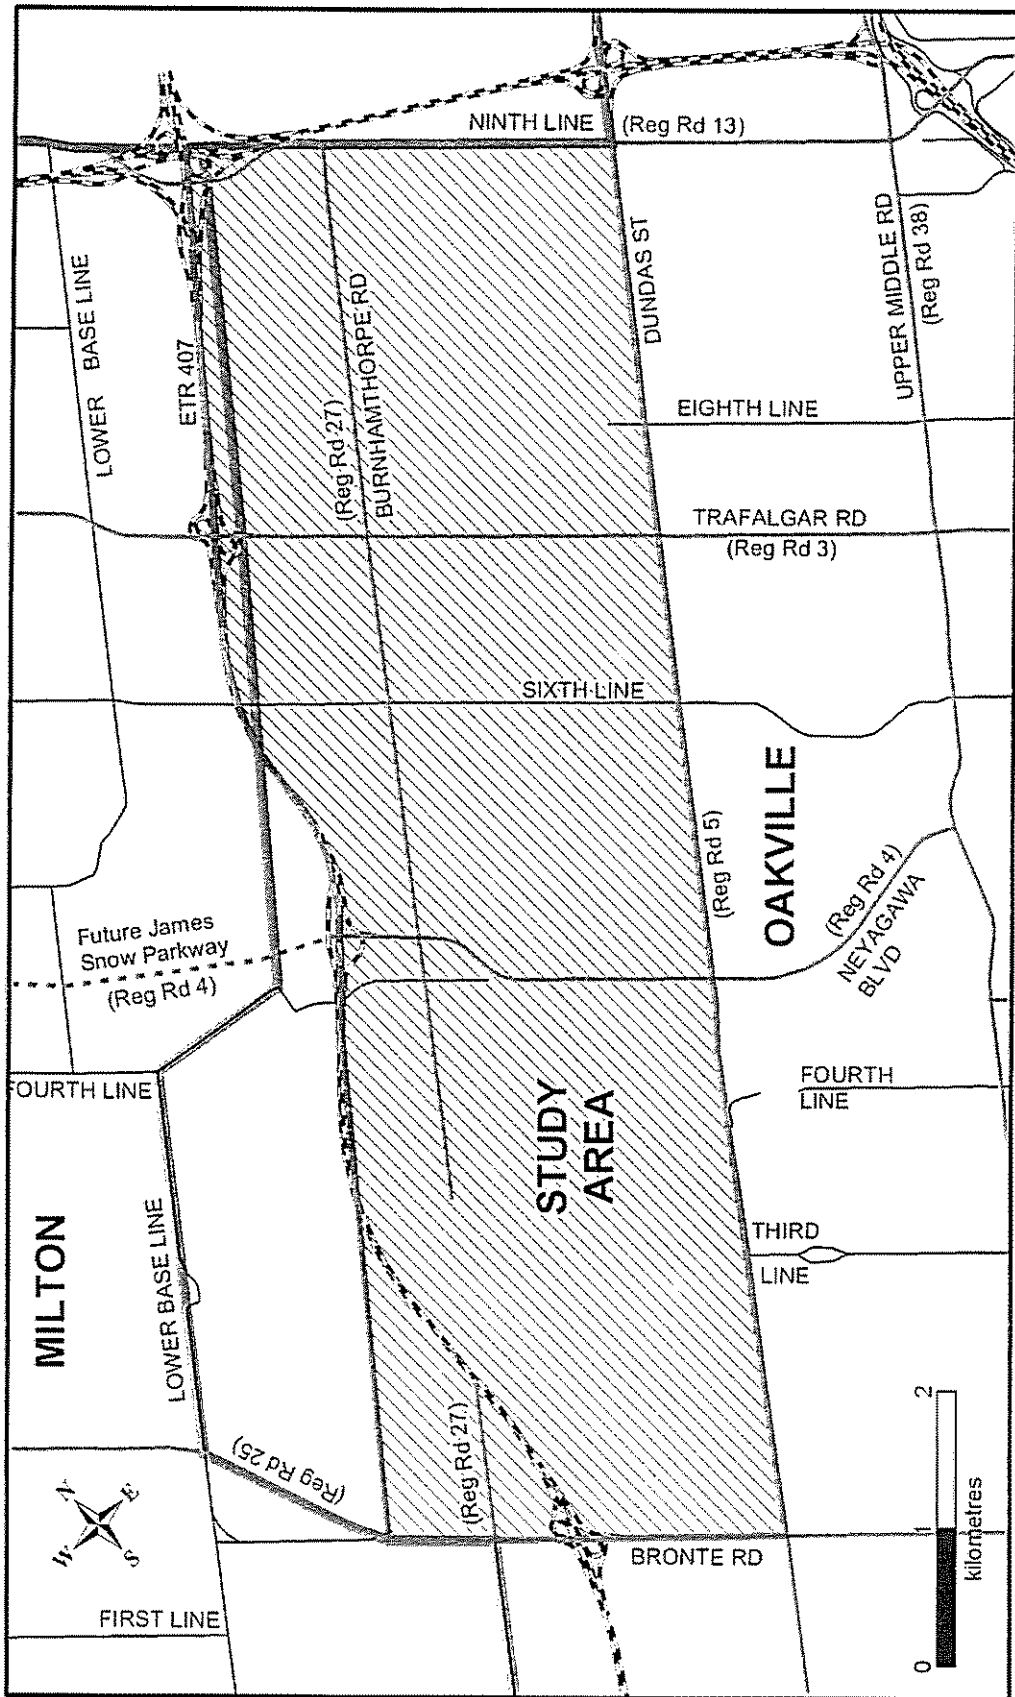 NINTH LINE
(Reg Rd 13)
LOWER BASE LINE
ETR 407
(Reg Rd 27)
BURNHAMTHORPE RD
DUNDAS ST
UPPER MIDDLE RD
(Reg Rd 38)
EIGHTH LINE
TRAFALGAR RD
(Reg Rd 3)
SIXTH LINE
OAKVILLE
(Reg Rd 5)
(Reg Rd 4)
NEYAGAWA
BLVD
Future James
Snow Parkway
(Reg Rd 4)
FOURTH LINE
FOURTH
LINE
STUDY
AREA
MILTON
LOWER BASE LINE
THIRD
LINE
(Reg Rd 25)
(Reg Rd 27)
N
E
W
S
BRONTE RD
FIRST LINE
0
1
2
kilometres